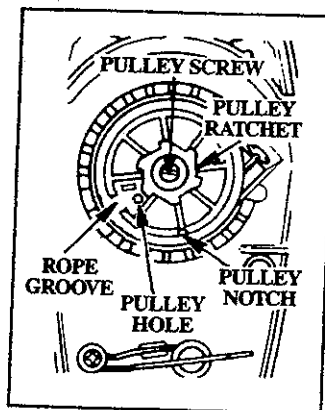 PULLEY SCREW
PULLEY
RATCHET
ROPE
GROOVE
PULLEY
HOLE
PULLEY
NOTCH